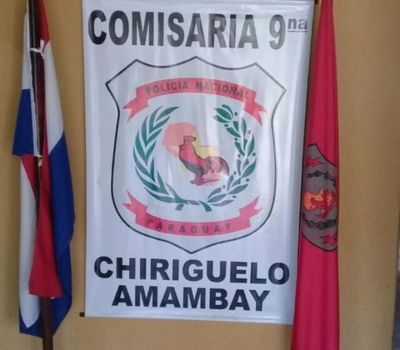 COMISARIA 9na
POLICIA NACIONAL
PARAGUAY
CHIRIGUELO
AMAMBAY